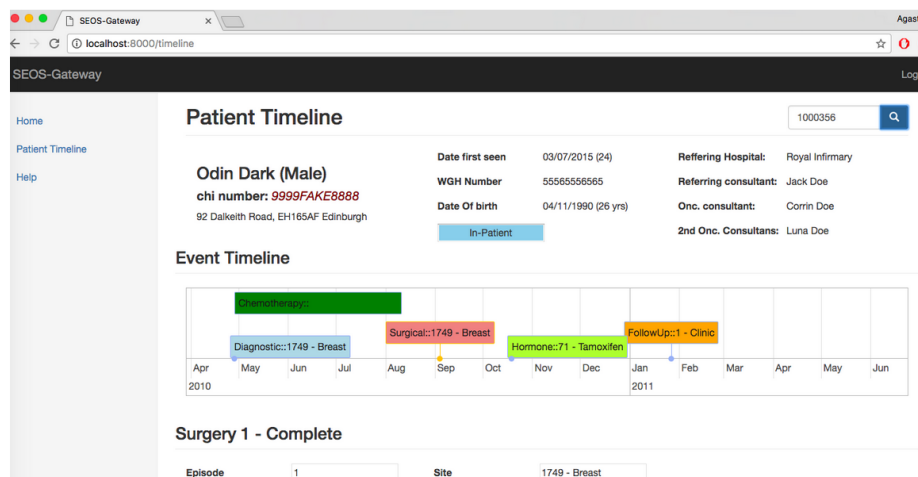 SEOS-Gateway
Agast
localhost:8000/timeline
SEOS-Gateway
Log
Home
Patient Timeline
Help
Patient Timeline
1000356
Odin Dark (Male)
chi number: 9999FAKE8888
92 Dalkeith Road, EH165AF Edinburgh
Date first seen 03/07/2015 (24)
WGH Number 55565556565
Date Of birth 04/11/1990 (26 yrs)
In-Patient
Reffering Hospital: Royal Infirmary
Referring consultant: Jack Doe
Onc. consultant: Corrin Doe
2nd Onc. Consultans: Luna Doe
Event Timeline
Chemotherapy::
Surgical::1749 - Breast
FollowUp::1 - Clinic
Diagnostic::1749 - Breast
Hormone::71 - Tamoxifen
Apr May Jun Jul Aug Sep Oct Nov Dec Jan Feb Mar Apr May Jun
2010 2011
Surgery 1 - Complete
Episode 1 Site 1749 - Breast